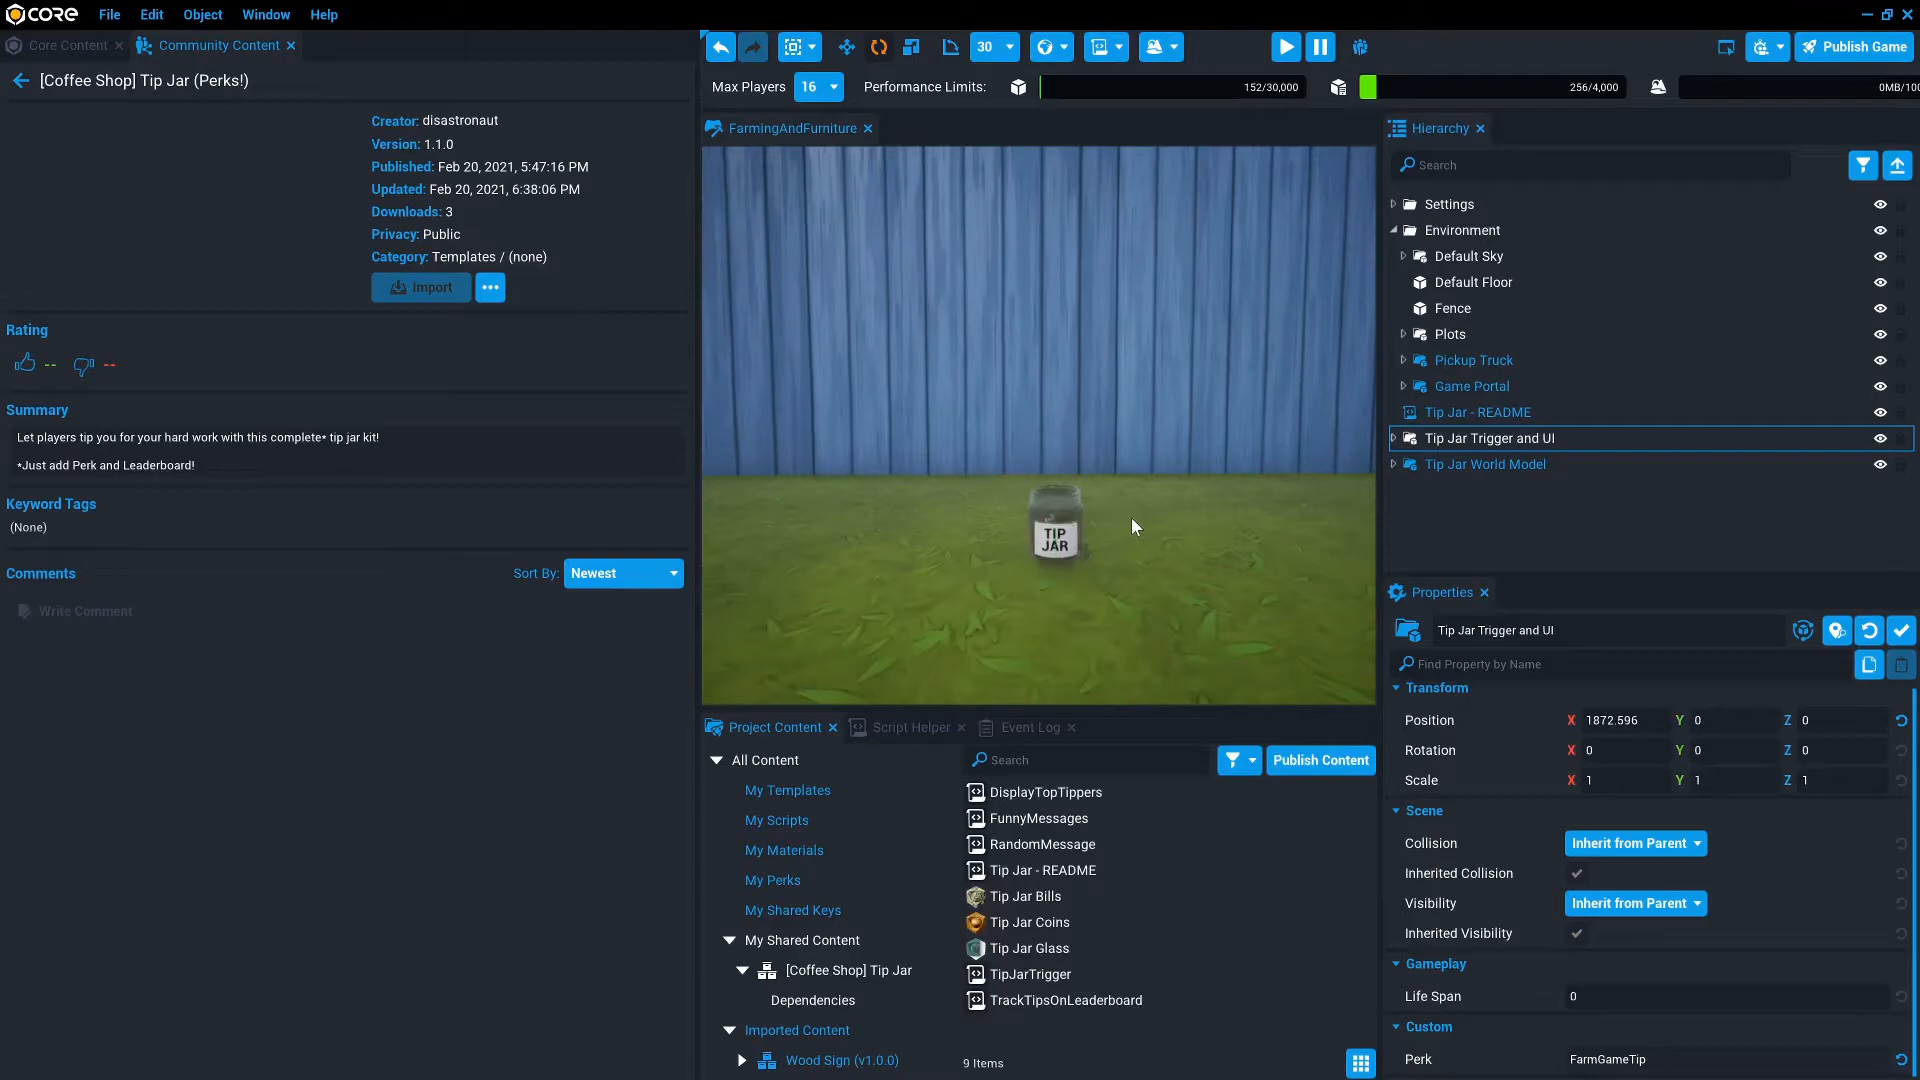 CORE File Edit Object Window Help
Core Content Community Content
[Coffee Shop] Tip Jar (Perks!)
Creator: disastronaut
Version: 1.1.0
Published: Feb 20, 2021, 5:47:16 PM
Updated: Feb 20, 2021, 6:38:06 PM
Downloads: 3
Privacy: Public
Category: Templates / (none)
Import
Rating
-- --
Summary
Let players tip you for your hard work with this complete* tip jar kit!
*Just add Perk and Leaderboard!
Keyword Tags
(None)
Comments Sort By: Newest
Write Comment
30 Publish Game
Max Players 16 Performance Limits: 152/30,000 256/4,000 0MB/100
FarmingAndFurniture
TIP
JAR
Project Content Script Helper Event Log
All Content
My Templates
My Scripts
My Materials
My Perks
My Shared Keys
My Shared Content
[Coffee Shop] Tip Jar
Dependencies
Imported Content
Wood Sign (v1.0.0)
Search Publish Content
DisplayTopTippers
FunnyMessages
RandomMessage
Tip Jar - README
Tip Jar Bills
Tip Jar Coins
Tip Jar Glass
TipJarTrigger
TrackTipsOnLeaderboard
9 Items
Hierarchy
Search
Settings
Environment
Default Sky
Default Floor
Fence
Plots
Pickup Truck
Game Portal
Tip Jar - README
Tip Jar Trigger and UI
Tip Jar World Model
Properties
Tip Jar Trigger and UI
Find Property by Name
Transform
Position X 1872.596 Y 0 Z 0
Rotation X 0 Y 0 Z 0
Scale X 1 Y 1 Z 1
Scene
Collision Inherit from Parent
Inherited Collision
Visibility Inherit from Parent
Inherited Visibility
Gameplay
Life Span 0
Custom
Perk FarmGameTip